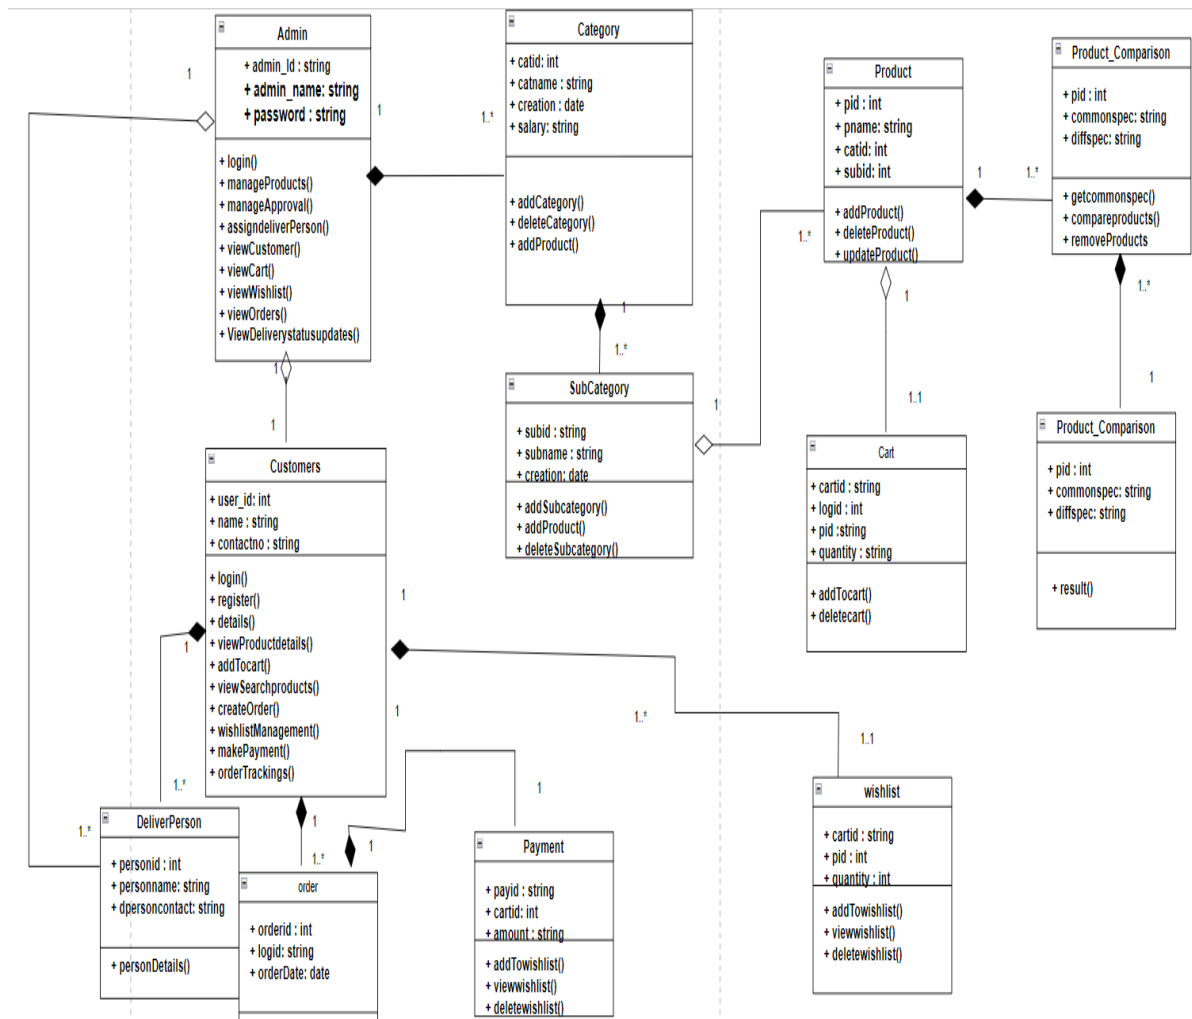 Admin
+ admin_Id : string
+ admin_name: string
+ password : string
+ login()
+ manageProducts()
+ manageApproval()
+ assigndeliverPerson()
+ viewCustomer()
+ viewCart()
+ viewWishlist()
+ viewOrders()
+ ViewDeliverystatusupdates()
1
1
1..*
Category
+ catid: int
+ catname : string
+ creation : date
+ salary: string
+ addCategory()
+ deleteCategory()
+ addProduct()
1
1..*
Product
+ pid : int
+ pname: string
+ catid: int
+ subid: int
+ addProduct()
+ deleteProduct()
+ updateProduct()
1
1..*
1..*
Product_Comparison
+ pid : int
+ commonspec: string
+ diffspec: string
+ getcommonspec()
+ compareproducts()
+ removeProducts
1..*
1
1
1..1
1
1
SubCategory
+ subid : string
+ subname : string
+ creation: date
+ addSubcategory()
+ addProduct()
+ deleteSubcategory()
1
Cart
+ cartid : string
+ logid : int
+ pid :string
+ quantity : string
+ addTocart()
+ deletecart()
Product_Comparison
+ pid : int
+ commonspec: string
+ diffspec: string
+ result()
Customers
+ user_id: int
+ name : string
+ contactno : string
+ login()
+ register()
+ details()
+ viewProductdetails()
+ addTocart()
+ viewSearchproducts()
+ createOrder()
+ wishlistManagement()
+ makePayment()
+ orderTrackings()
1
1
1
1..*
1..1
1..*
1..*
1
1..*
1
1
DeliverPerson
+ personid : int
+ personname: string
+ dpersoncontact: string
+ personDetails()
order
+ orderid : int
+ logid: string
+ orderDate: date
Payment
+ payid : string
+ cartid: int
+ amount : string
+ addTowishlist()
+ viewwishlist()
+ deletewishlist()
wishlist
+ cartid : string
+ pid : int
+ quantity : int
+ addTowishlist()
+ viewwishlist()
+ deletewishlist()